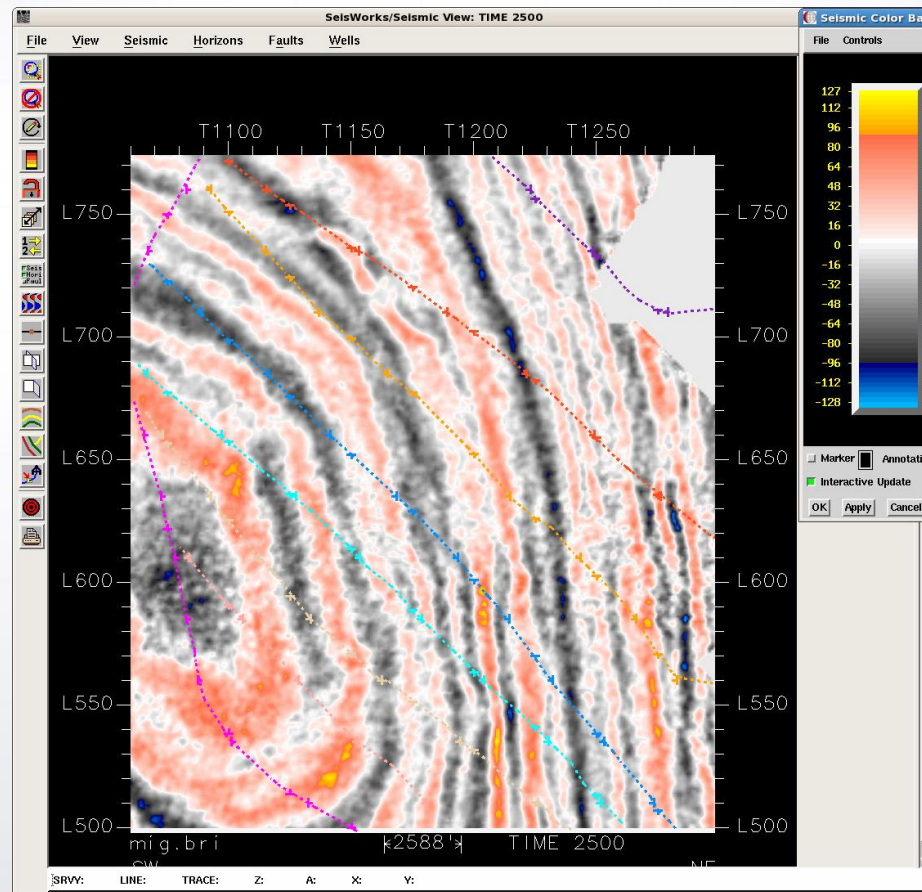 SeisWorks/Seismic View: TIME 2500
File View Seismic Horizons Faults Wells
T1100 T1150 T1200 T1250
L750 L750
L700 L700
L650 L650
L600 L600
L550 L550
L500 L500
mig.bri 2588' TIME 2500
SW NE
SRVY: LINE: TRACE: Z: A: X: Y:
Seismic Color Ba
File Controls
127
112
96
80
64
48
32
16
0
-16
-32
-48
-64
-80
-96
-112
-128
Marker Annotati
Interactive Update
OK Apply Cancel